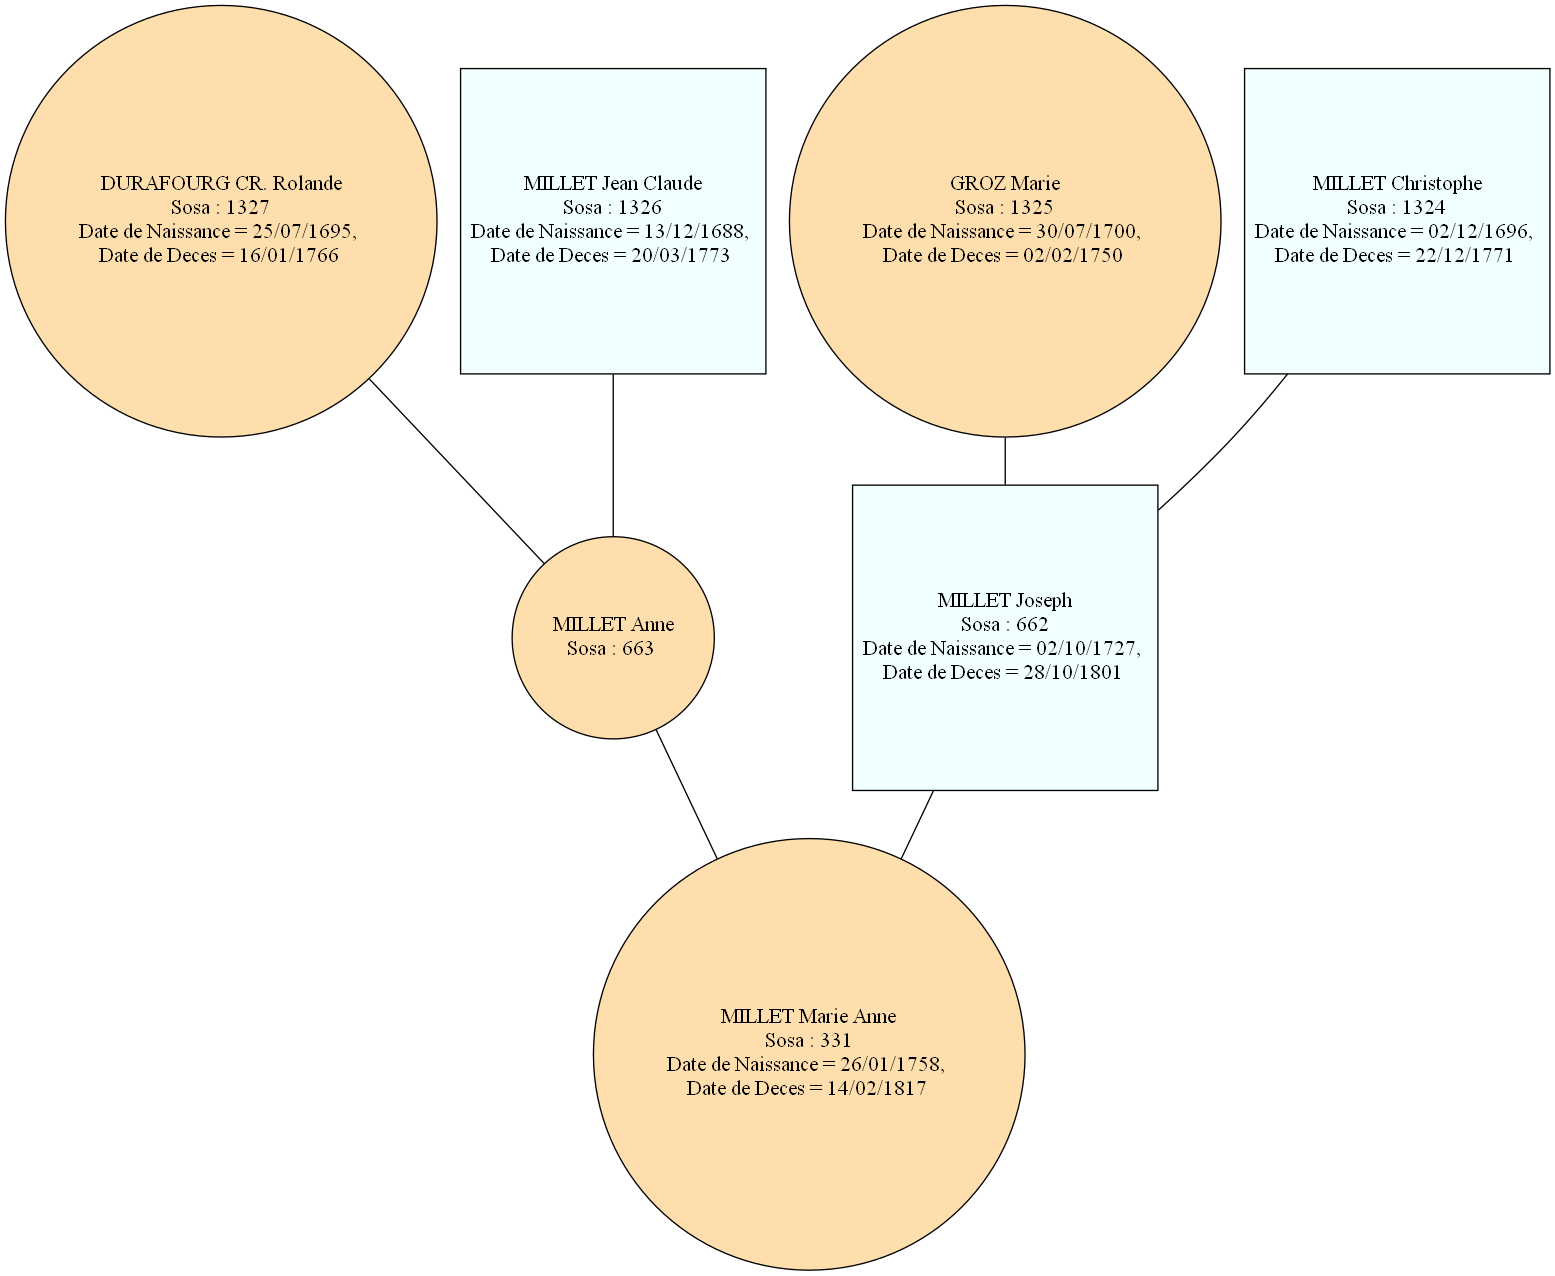 DURAFOURG CR. Rolande
Sosa : 1327
Date de Naissance = 25/07/1695,
Date de Deces = 16/01/1766
MILLET Jean Claude
Sosa : 1326
Date de Naissance = 13/12/1688,
Date de Deces = 20/03/1773
GROZ Marie
Sosa : 1325
Date de Naissance = 30/07/1700,
Date de Deces = 02/02/1750
MILLET Christophe
Sosa : 1324
Date de Naissance = 02/12/1696,
Date de Deces = 22/12/1771
MILLET Anne
Sosa : 663
MILLET Joseph
Sosa : 662
Date de Naissance = 02/10/1727,
Date de Deces = 28/10/1801
MILLET Marie Anne
Sosa : 331
Date de Naissance = 26/01/1758,
Date de Deces = 14/02/1817